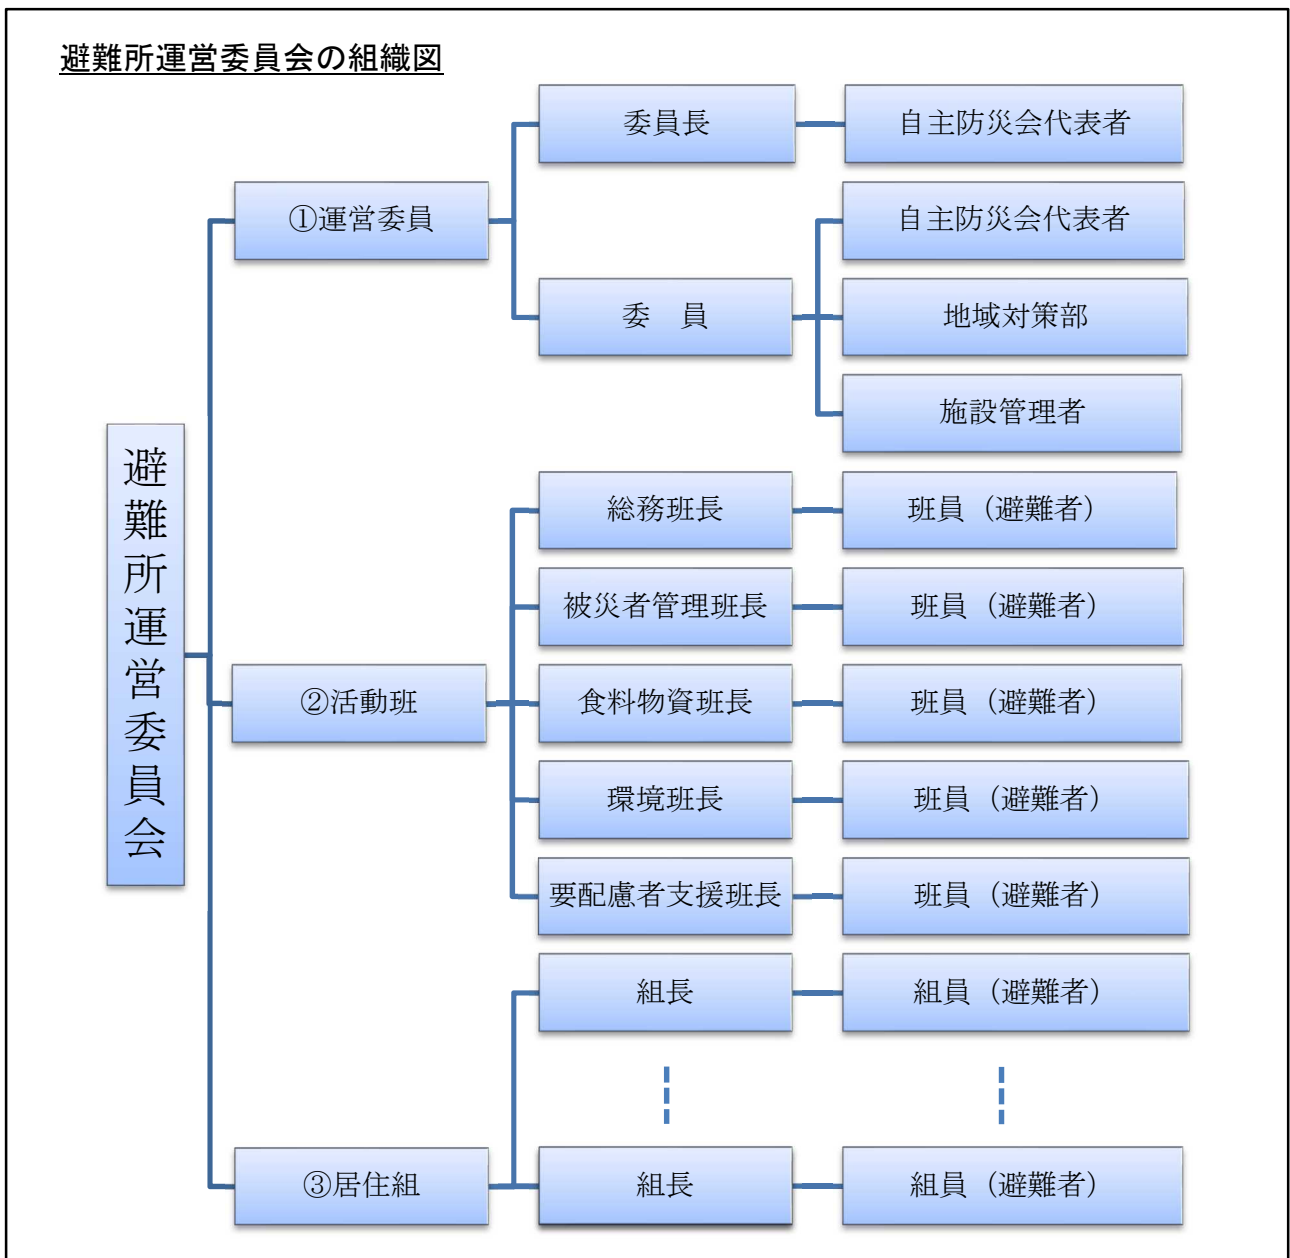 避難所運営委員会の組織図
避難所運営委員会
①運営委員
委員長
自主防災会代表者
委　員
自主防災会代表者
地域対策部
施設管理者
②活動班
総務班長
班員（避難者）
被災者管理班長
班員（避難者）
食料物資班長
班員（避難者）
環境班長
班員（避難者）
要配慮者支援班長
班員（避難者）
③居住組
組長
組員（避難者）
組長
組員（避難者）